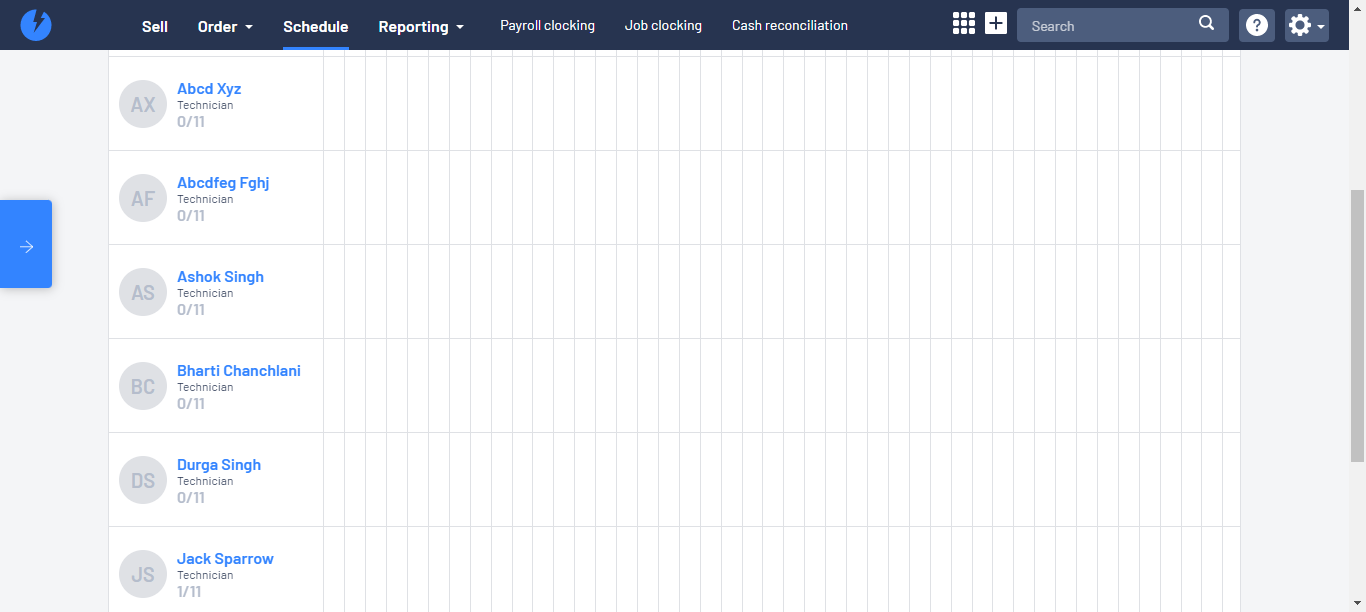 Sell Order Schedule Reporting Payroll clocking Job clocking Cash reconciliation Search ?
AX Abcd Xyz
Technician
0/11
AF Abcdfeg Fghj
Technician
0/11
AS Ashok Singh
Technician
0/11
BC Bharti Chanchlani
Technician
0/11
DS Durga Singh
Technician
0/11
JS Jack Sparrow
Technician
1/11